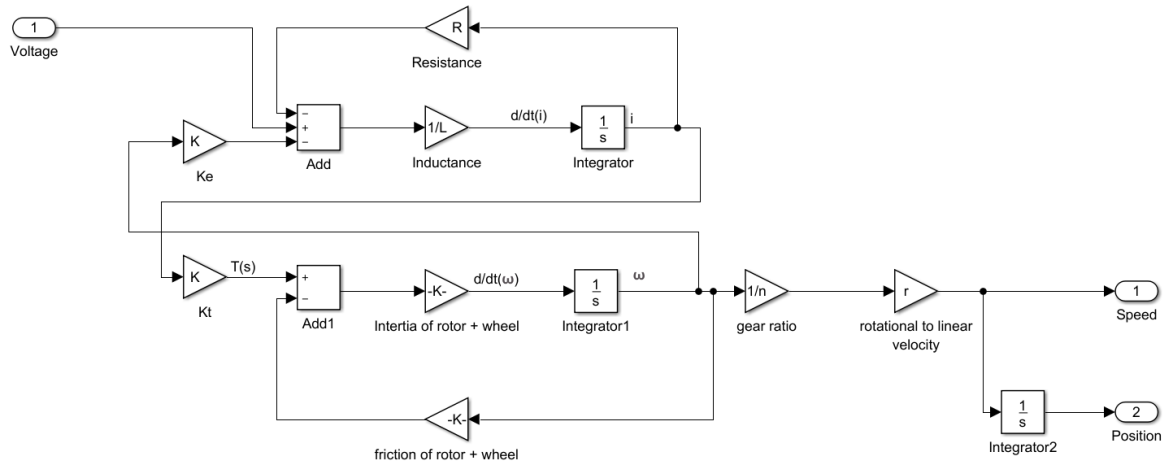 1
Voltage
R
Resistance
−
+
−
Add
1/L
Inductance
d/dt(i)
1
s
Integrator
i
K
Ke
K
Kt
T(s)
+
−
Add1
-K-
Intertia of rotor + wheel
d/dt(ω)
1
s
Integrator1
ω
1/n
gear ratio
r
rotational to linear
velocity
1
Speed
-K-
friction of rotor + wheel
1
s
Integrator2
2
Position